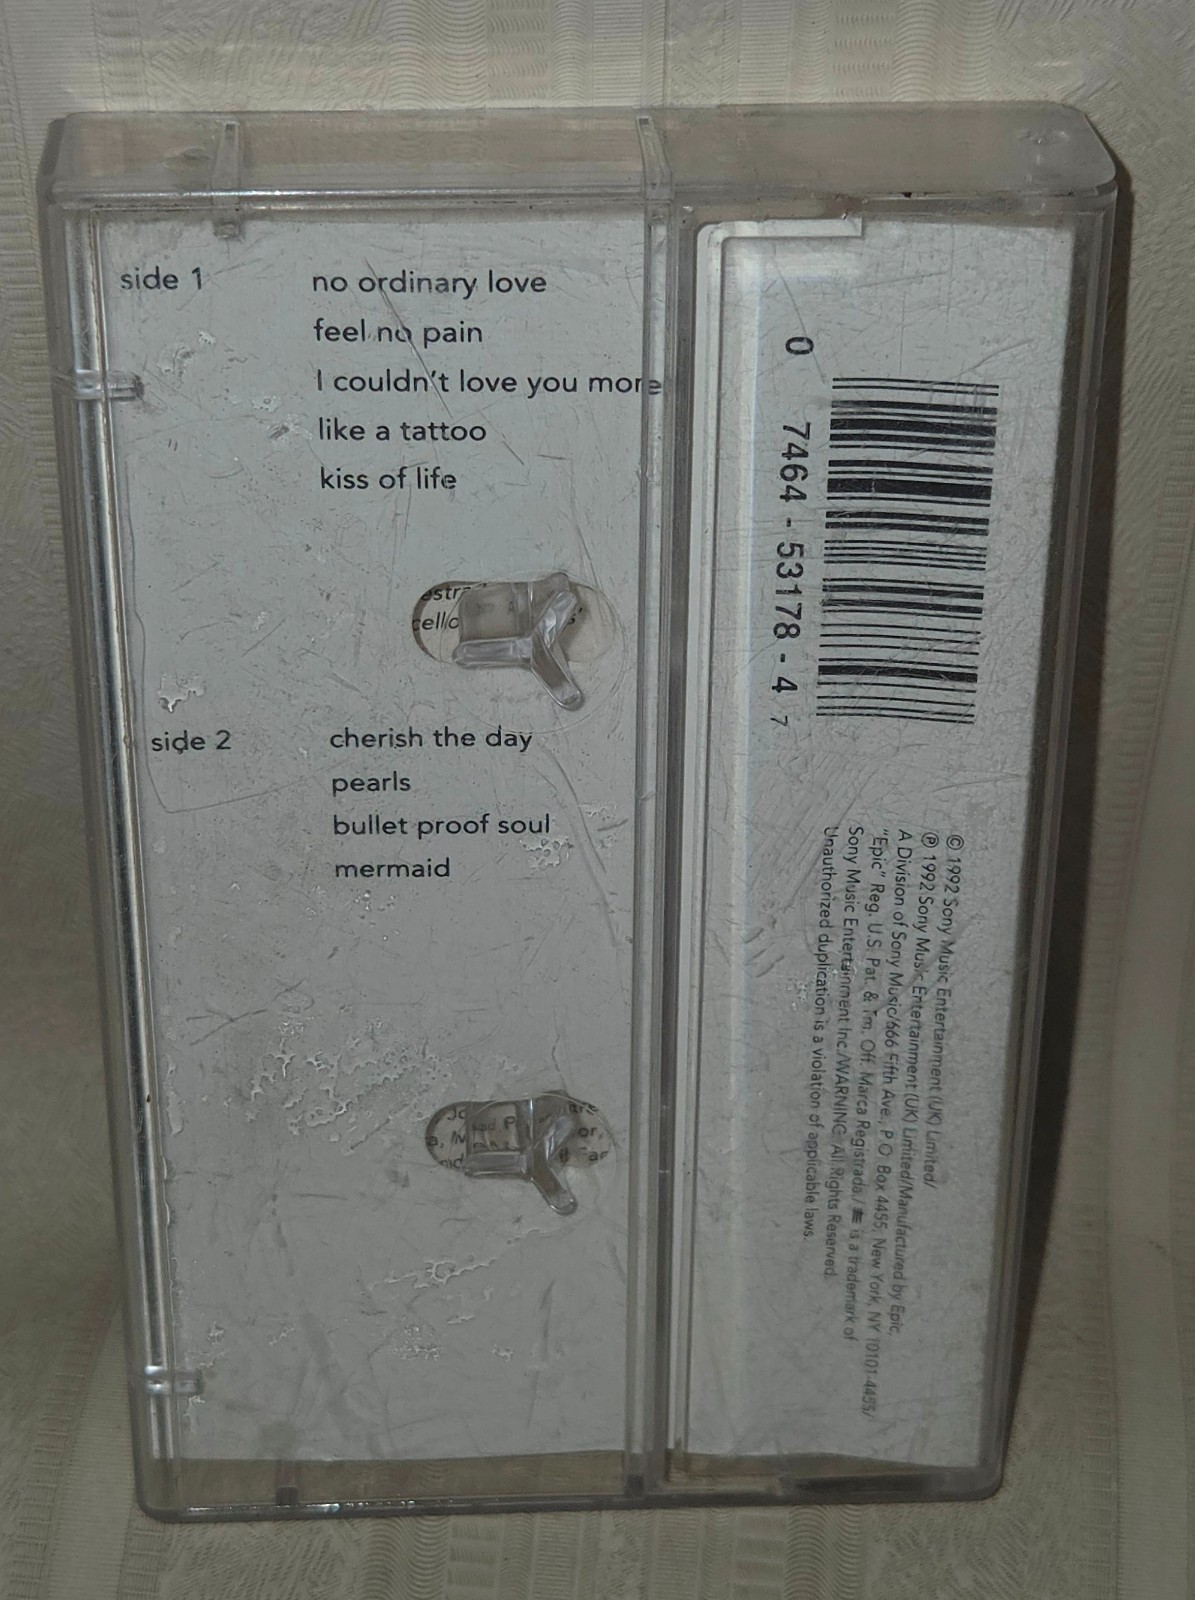 side 1
no ordinary love
feel no pain
I couldn't love you more
like a tattoo
kiss of life
estr
cello
side 2
cherish the day
pearls
bullet proof soul
mermaid
0 7464-53178-4 7
© 1992 Sony Music Entertainment (UK) Limited/
℗ 1992 Sony Music Entertainment (UK) Limited/Manufactured by Epic,
A Division of Sony Music/666 Fifth Ave., P.O. Box 4455, New York, NY 10101-4455/
"Epic" Reg. U.S. Pat. & Tm. Off. Marca Registrada./ is a trademark of
Sony Music Entertainment Inc./WARNING: All Rights Reserved.
Unauthorized duplication is a violation of applicable laws.